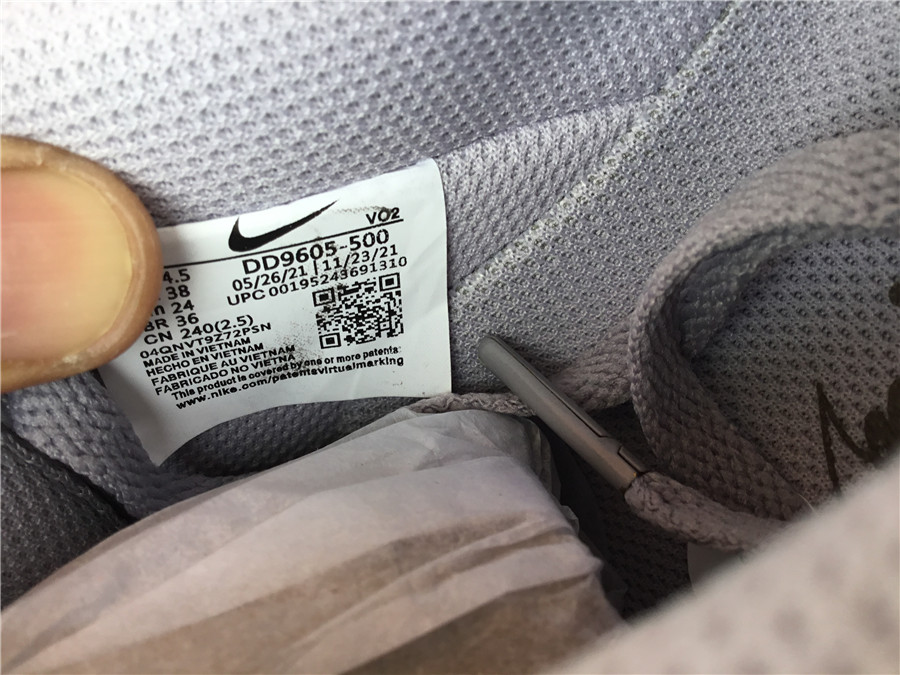 VO2
DD9605-500
05/26/21 | 11/23/21
UPC 00195243691310
4.5
38
24
BR 36
CN 240(2.5)
04QNVT9Z72PSN
MADE IN VIETNAM
HECHO EN VIETNAM
FABRIQUE AU VIETNAM
FABRICADO NO VIETNA
This product is covered by one or more patents:
www.nike.com/patentsvirtualmarking